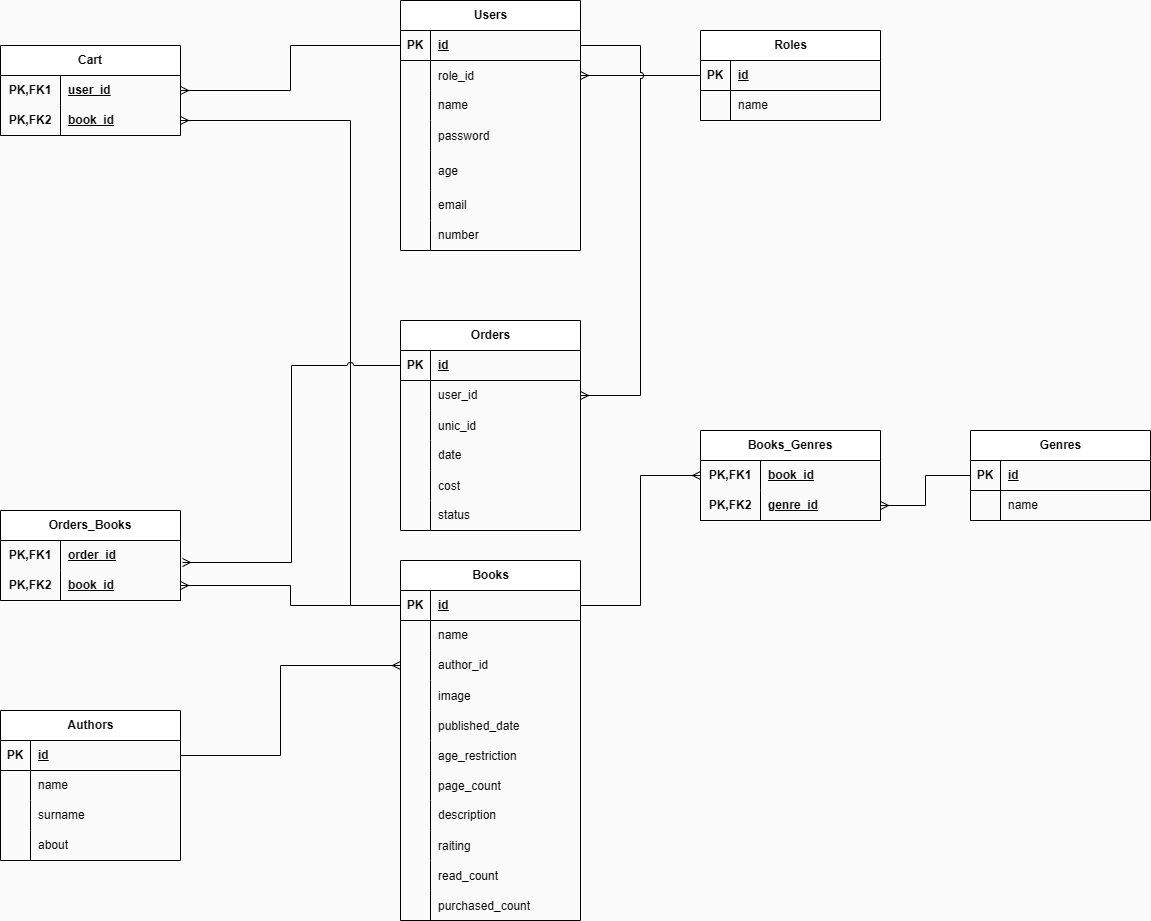 Users
PK id
role_id
name
password
age
email
number
Roles
PK id
name
Cart
PK,FK1 user_id
PK,FK2 book_id
Orders
PK id
user_id
unic_id
date
cost
status
Books_Genres
PK,FK1 book_id
PK,FK2 genre_id
Genres
PK id
name
Orders_Books
PK,FK1 order_id
PK,FK2 book_id
Books
PK id
name
author_id
image
published_date
age_restriction
page_count
description
raiting
read_count
purchased_count
Authors
PK id
name
surname
about